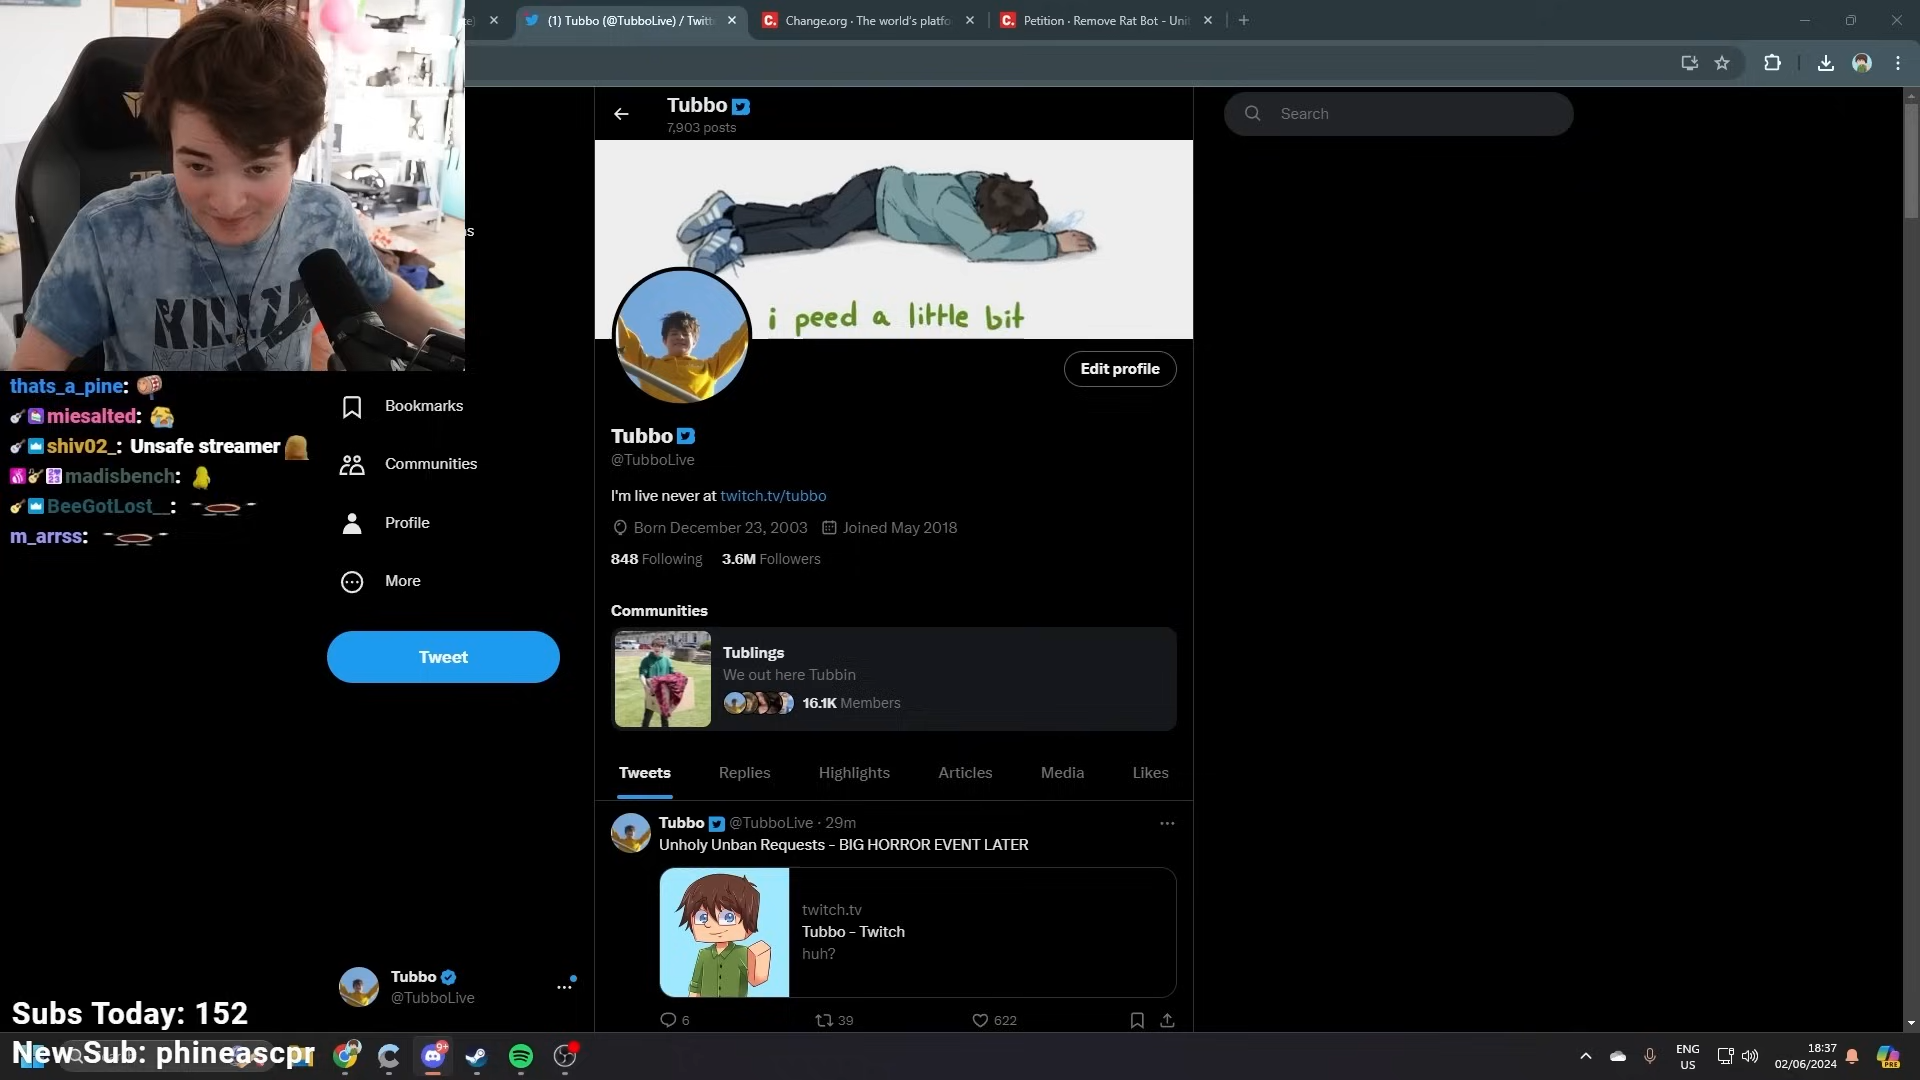 (1) Tubbo (@TubboLive) / Twitt
Change.org · The world's platfo
Petition · Remove Rat Bot - Unit
Tubbo
7,903 posts
Search
i peed a little bit
Edit profile
thats_a_pine:
miesalted:
shiv02_: Unsafe streamer
madisbench:
BeeGotLost__:
m_arrss:
Bookmarks
Communities
Profile
More
Tweet
Tubbo
@TubboLive
I'm live never at twitch.tv/tubbo
Born December 23, 2003 Joined May 2018
848 Following 3.6M Followers
Communities
Tublings
We out here Tubbin
16.1K Members
Tweets Replies Highlights Articles Media Likes
Tubbo @TubboLive · 29m
Unholy Unban Requests - BIG HORROR EVENT LATER
twitch.tv
Tubbo - Twitch
huh?
6 39 622
Tubbo
@TubboLive
Subs Today: 152
New Sub: phineascpr
9+
ENG
US
18:37
02/06/2024